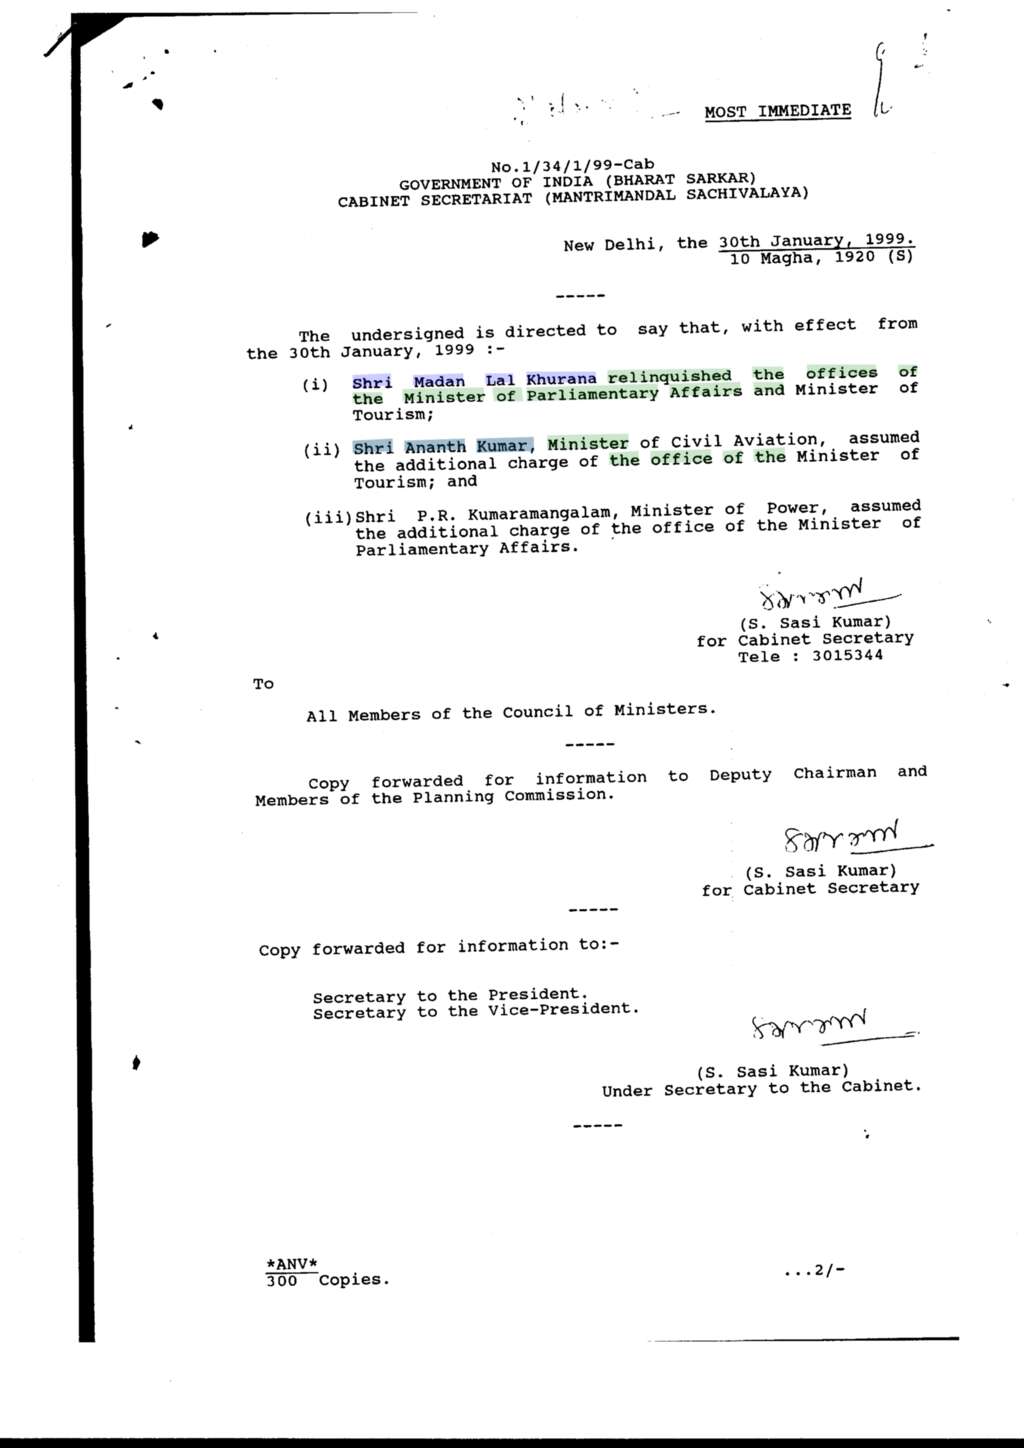 MOST IMMEDIATE
No.1/34/1/99-Cab
GOVERNMENT OF INDIA (BHARAT SARKAR)
CABINET SECRETARIAT (MANTRIMANDAL SACHIVALAYA)
New Delhi, the 30th January, 1999.
10 Magha, 1920 (S)
-----
The undersigned is directed to say that, with effect from
the 30th January, 1999 :-
(i) Shri Madan Lal Khurana relinquished the offices of
the Minister of Parliamentary Affairs and Minister of
Tourism;
(ii) Shri Ananth Kumar, Minister of Civil Aviation, assumed
the additional charge of the office of the Minister of
Tourism; and
(iii)Shri P.R. Kumaramangalam, Minister of Power, assumed
the additional charge of the office of the Minister of
Parliamentary Affairs.
(S. Sasi Kumar)
for Cabinet Secretary
Tele : 3015344
To
All Members of the Council of Ministers.
-----
Copy forwarded for information to Deputy Chairman and
Members of the Planning Commission.
(S. Sasi Kumar)
for Cabinet Secretary
-----
Copy forwarded for information to:-
Secretary to the President.
Secretary to the Vice-President.
(S. Sasi Kumar)
Under Secretary to the Cabinet.
-----
*ANV*
300 Copies.
...2/-